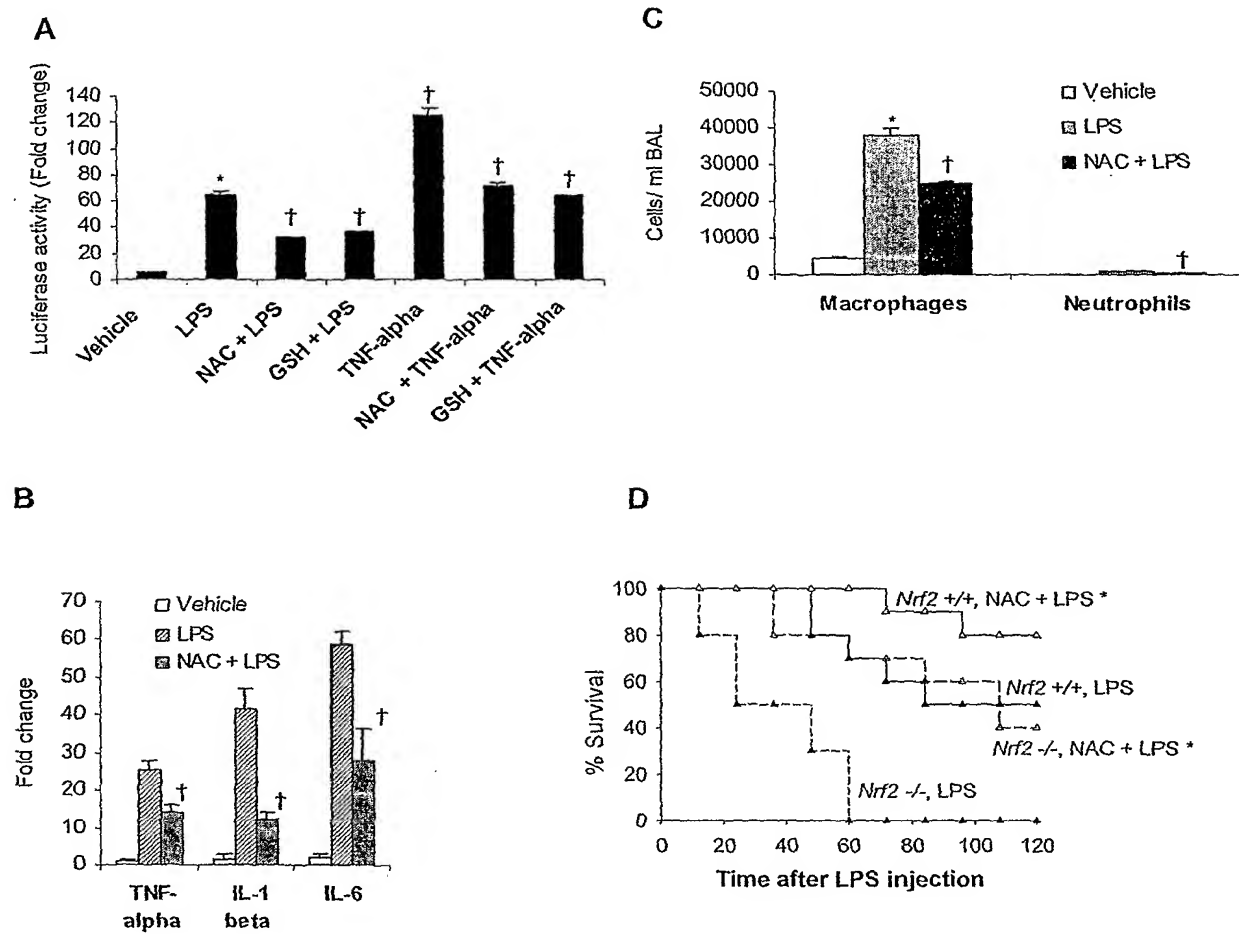 A
Luciferase activity (Fold change)
140
120
100
80
60
40
20
0
*
†
†
†
†
†
Vehicle
LPS
NAC + LPS
GSH + LPS
TNF-alpha
NAC + TNF-alpha
GSH + TNF-alpha
C
Cells/ ml BAL
50000
40000
30000
20000
10000
0
*
†
†
Vehicle
LPS
NAC + LPS
Macrophages
Neutrophils
B
Fold change
70
60
50
40
30
20
10
0
Vehicle
LPS
NAC + LPS
†
†
†
TNF-
alpha
IL-1
beta
IL-6
D
% Survival
100
80
60
40
20
0
Nrf2 +/+, NAC + LPS *
Nrf2 +/+, LPS
Nrf2 -/-, NAC + LPS *
Nrf2 -/-, LPS
0 20 40 60 80 100 120
Time after LPS injection